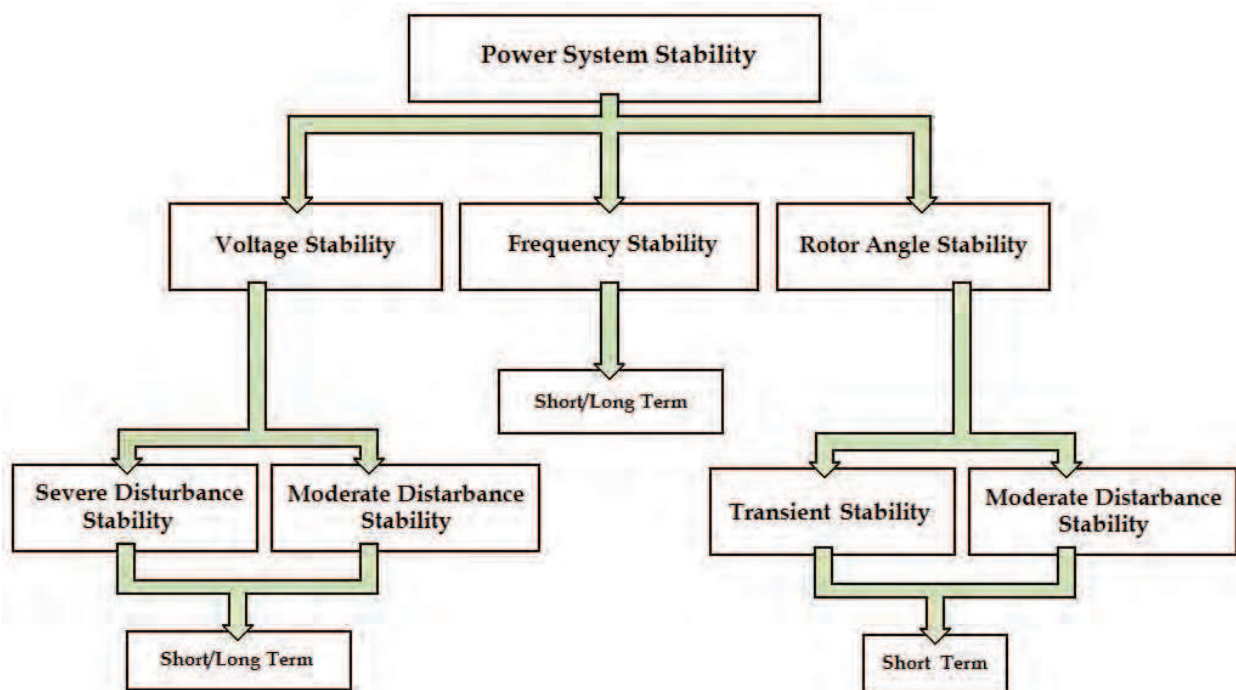 Power System Stability
Voltage Stability
Frequency Stability
Rotor Angle Stability
Short/Long Term
Severe Disturbance
Stability
Moderate Distarbance
Stability
Transient Stability
Moderate Distarbance
Stability
Short/Long Term
Short Term